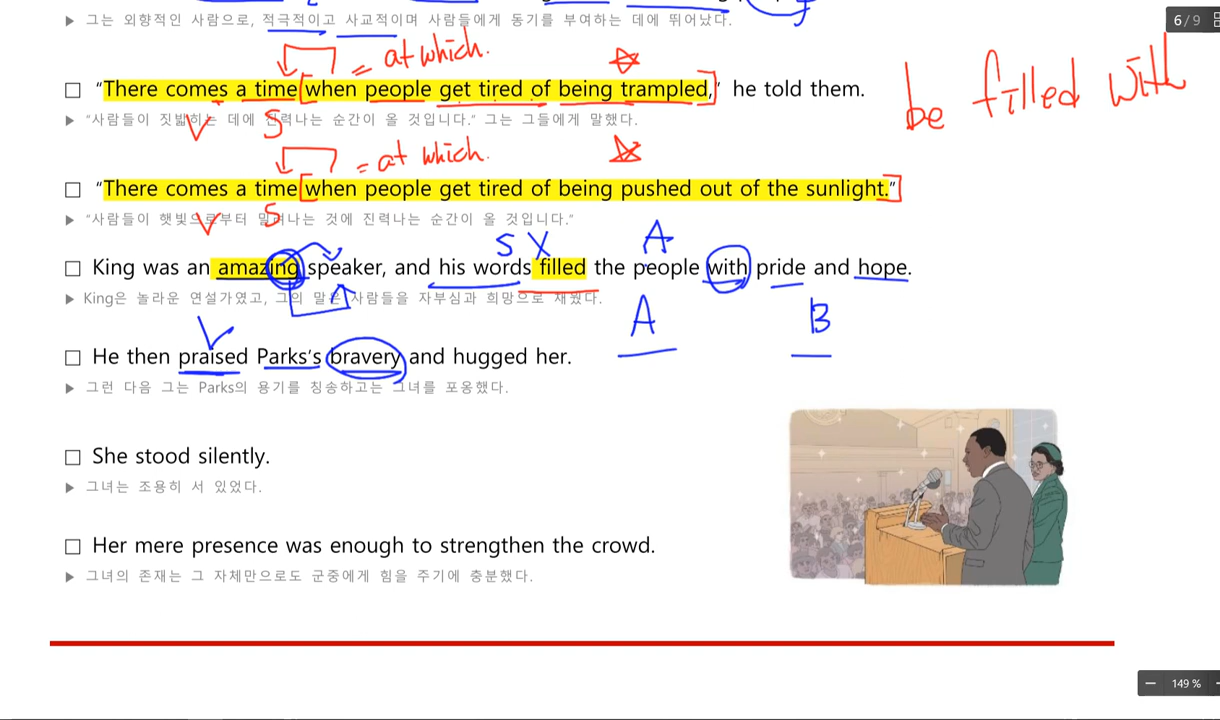 ▶ 그는 외향적인 사람으로, 적극적이고 사교적이며 사람들에게 동기를 부여하는 데에 뛰어났다.
6 / 9
= at which.
be filled with
□ “There comes a time when people get tired of being trampled,” he told them.
▶ “사람들이 짓밟히는 데에 진력나는 순간이 올 것입니다.” 그는 그들에게 말했다.
V S
= at which.
□ “There comes a time when people get tired of being pushed out of the sunlight.”
▶ “사람들이 햇빛으로부터 밀려나는 것에 진력나는 순간이 올 것입니다.”
V S
S X A
□ King was an amazing speaker, and his words filled the people with pride and hope.
▶ King은 놀라운 연설가였고, 그의 말은 사람들을 자부심과 희망으로 채웠다.
V A B
□ He then praised Parks’s bravery and hugged her.
▶ 그런 다음 그는 Parks의 용기를 칭송하고는 그녀를 포옹했다.
□ She stood silently.
▶ 그녀는 조용히 서 있었다.
□ Her mere presence was enough to strengthen the crowd.
▶ 그녀의 존재는 그 자체만으로도 군중에게 힘을 주기에 충분했다.
149 %